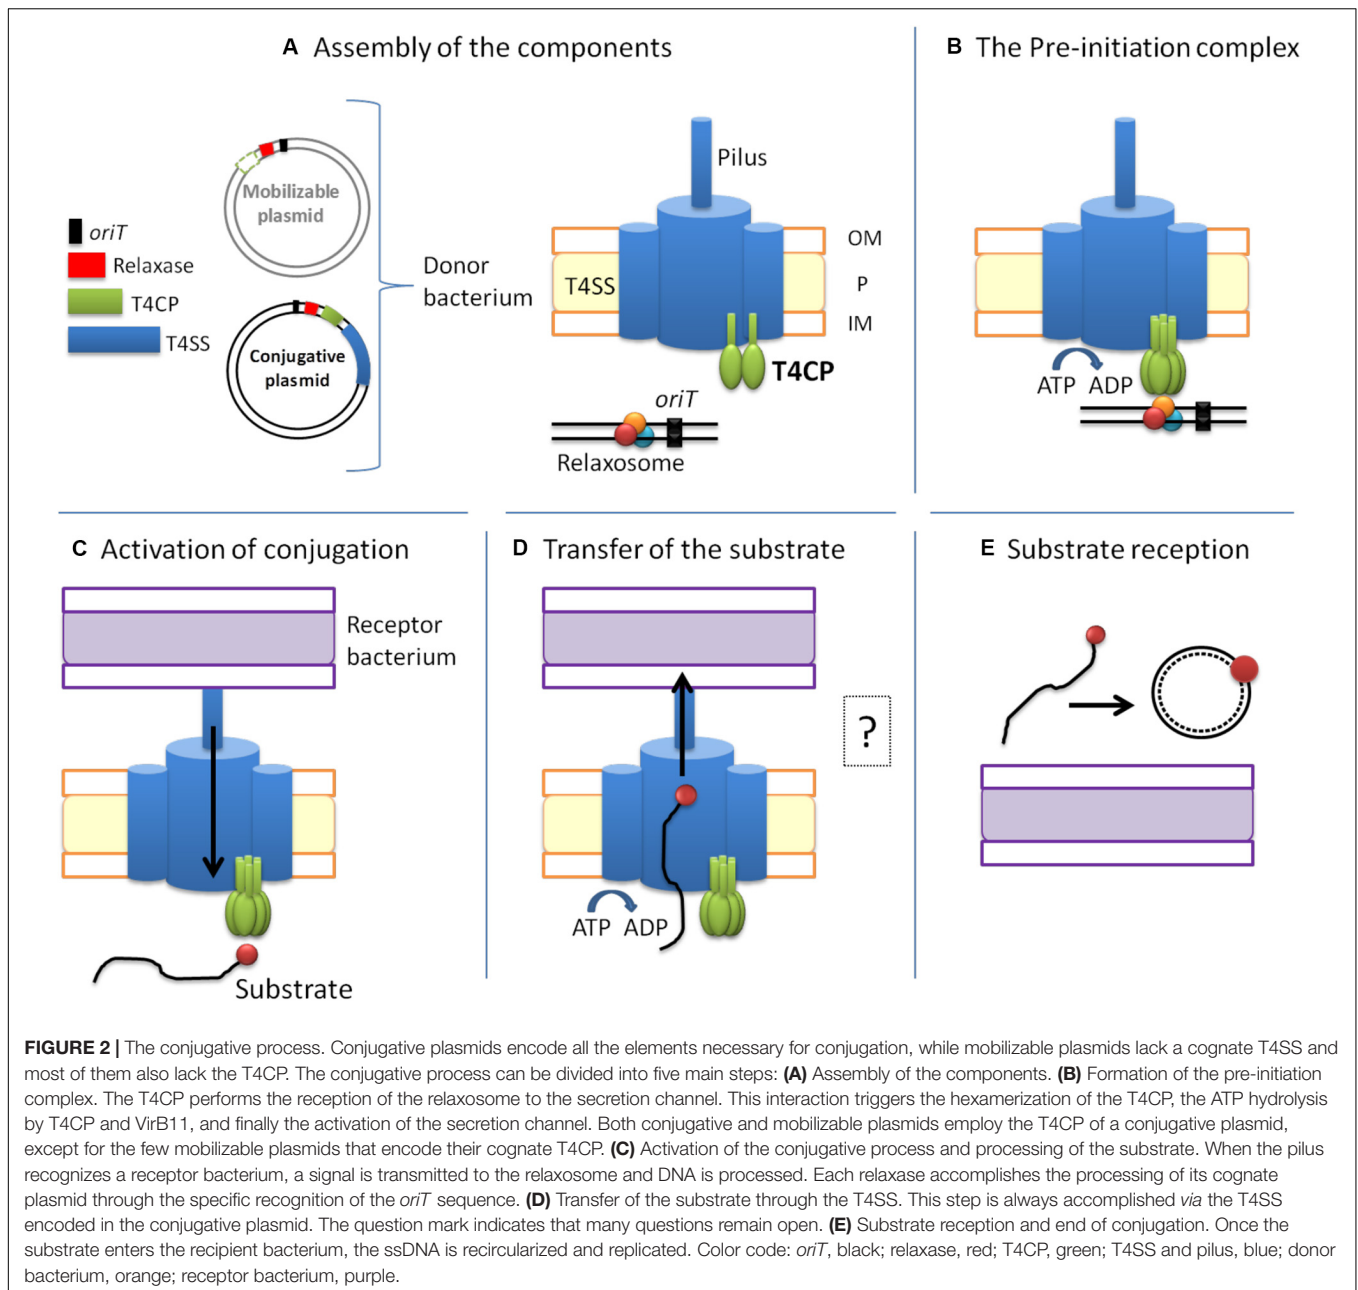 A Assembly of the components
Mobilizable
plasmid
oriT
Relaxase
T4CP
T4SS
Conjugative
plasmid
Donor
bacterium
Pilus
OM
T4SS
P
IM
T4CP
oriT
Relaxosome
B The Pre-initiation complex
ATP ADP
C Activation of conjugation
Receptor
bacterium
Substrate
D Transfer of the substrate
?
ATP ADP
E Substrate reception
FIGURE 2 | The conjugative process. Conjugative plasmids encode all the elements necessary for conjugation, while mobilizable plasmids lack a cognate T4SS and
most of them also lack the T4CP. The conjugative process can be divided into five main steps: (A) Assembly of the components. (B) Formation of the pre-initiation
complex. The T4CP performs the reception of the relaxosome to the secretion channel. This interaction triggers the hexamerization of the T4CP, the ATP hydrolysis
by T4CP and VirB11, and finally the activation of the secretion channel. Both conjugative and mobilizable plasmids employ the T4CP of a conjugative plasmid,
except for the few mobilizable plasmids that encode their cognate T4CP. (C) Activation of the conjugative process and processing of the substrate. When the pilus
recognizes a receptor bacterium, a signal is transmitted to the relaxosome and DNA is processed. Each relaxase accomplishes the processing of its cognate
plasmid through the specific recognition of the oriT sequence. (D) Transfer of the substrate through the T4SS. This step is always accomplished via the T4SS
encoded in the conjugative plasmid. The question mark indicates that many questions remain open. (E) Substrate reception and end of conjugation. Once the
substrate enters the recipient bacterium, the ssDNA is recircularized and replicated. Color code: oriT, black; relaxase, red; T4CP, green; T4SS and pilus, blue; donor
bacterium, orange; receptor bacterium, purple.